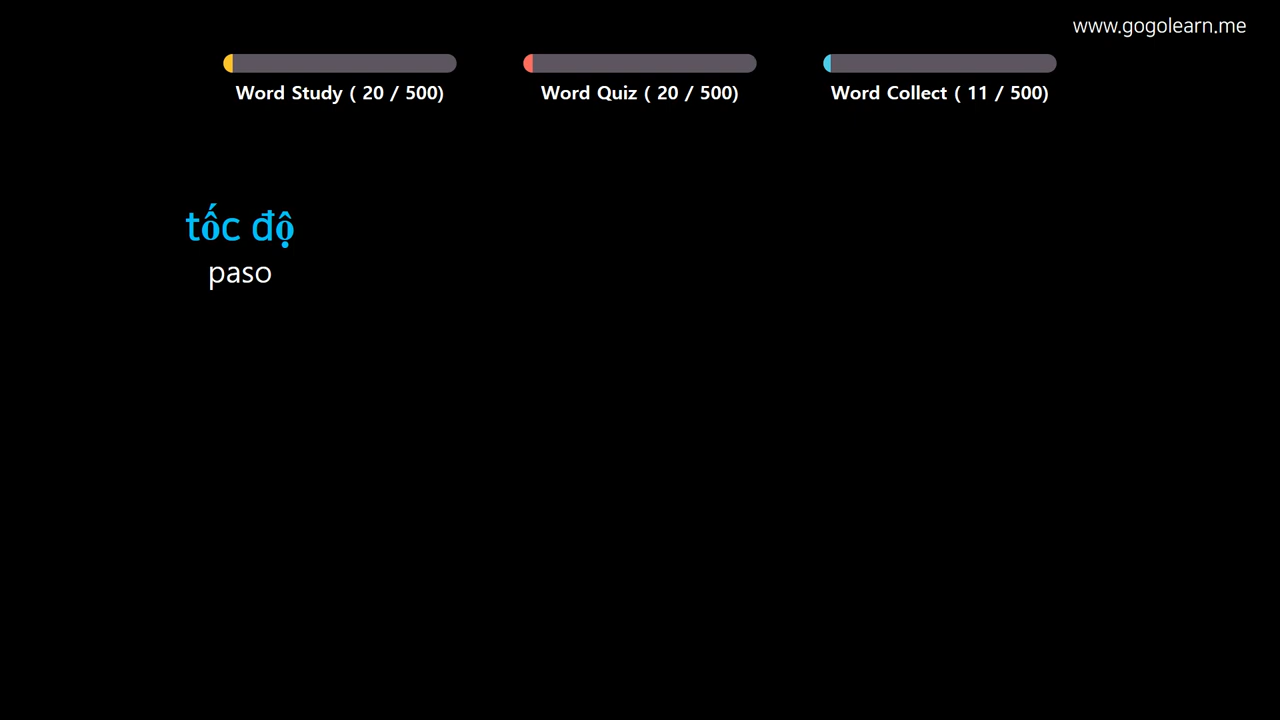 www.gogolearn.me
Word Study ( 20 / 500)
Word Quiz ( 20 / 500)
Word Collect ( 11 / 500)
tốc độ
paso